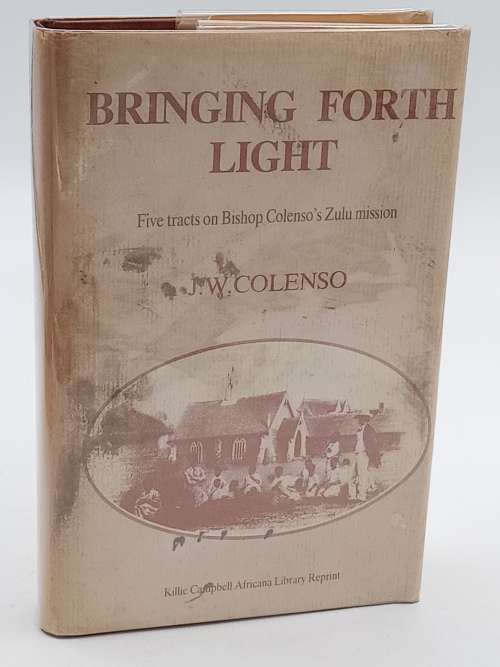 BRINGING FORTH
LIGHT
Five tracts on Bishop Colenso's Zulu mission
J.W.COLENSO
Killie Campbell Africana Library Reprint